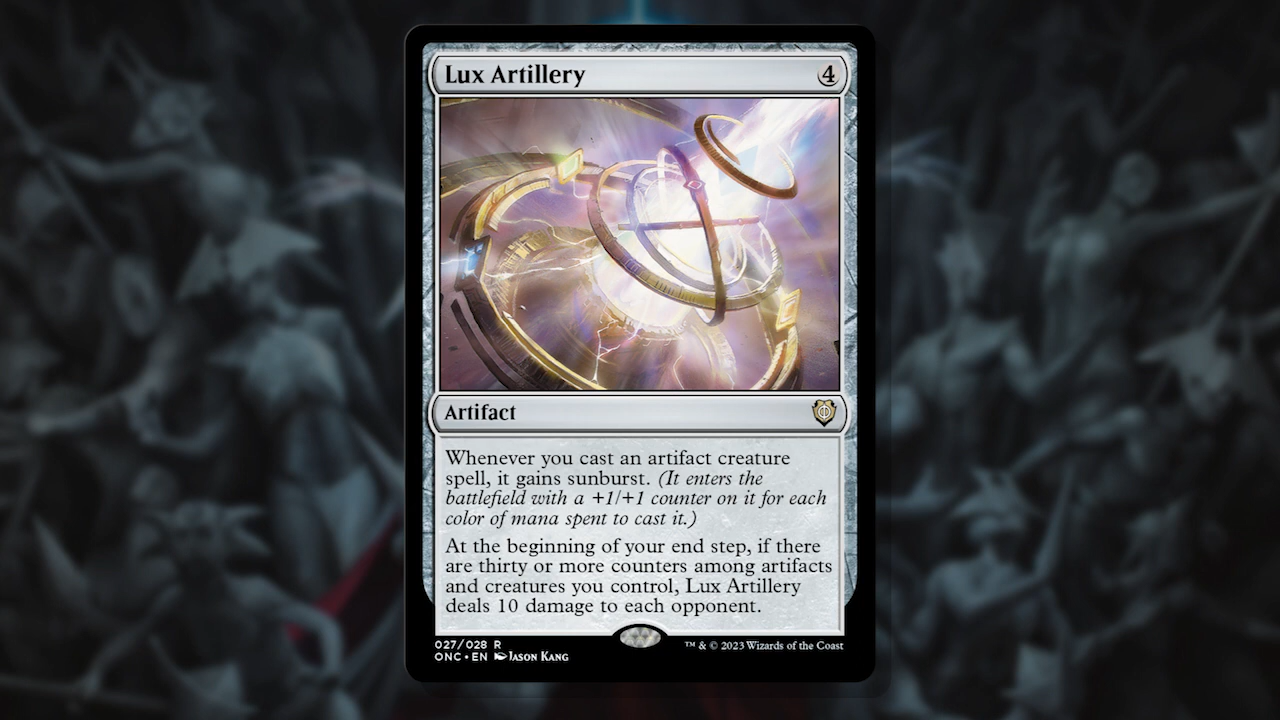 Lux Artillery 4
Artifact
Whenever you cast an artifact creature
spell, it gains sunburst. (It enters the
battlefield with a +1/+1 counter on it for each
color of mana spent to cast it.)
At the beginning of your end step, if there
are thirty or more counters among artifacts
and creatures you control, Lux Artillery
deals 10 damage to each opponent.
027/028 R
ONC • EN Jason Kang
™ & © 2023 Wizards of the Coast